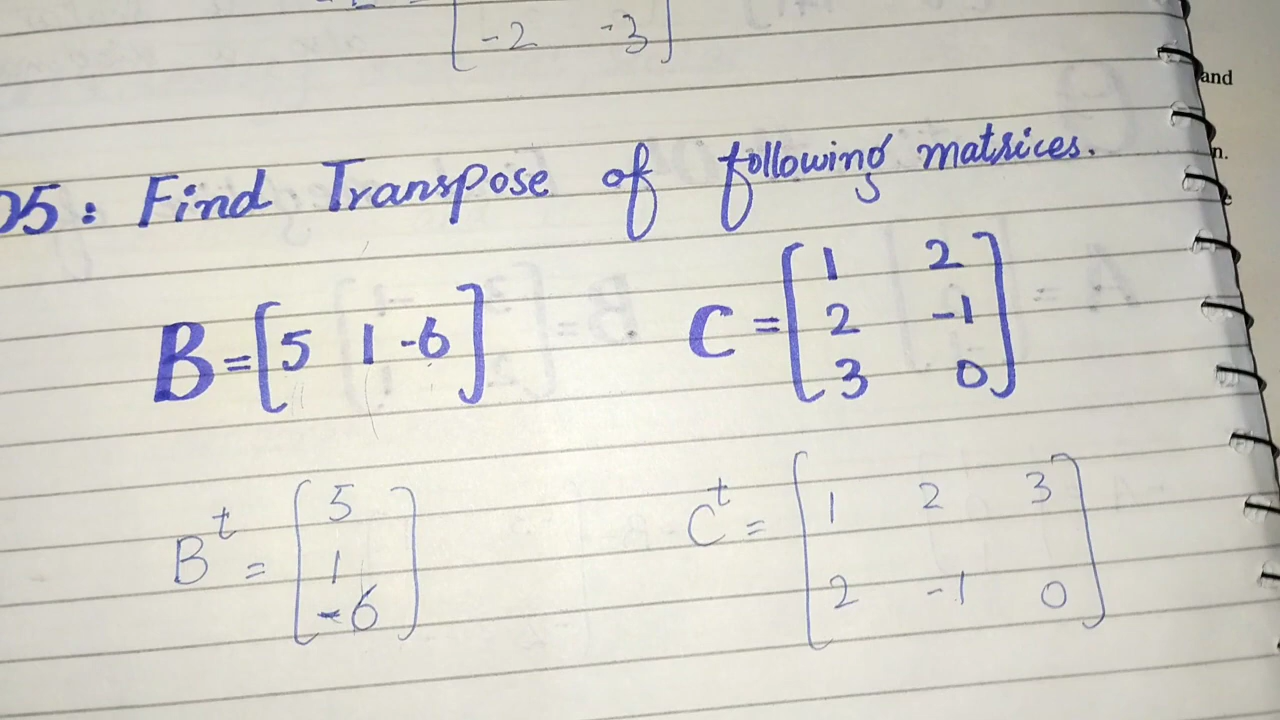 -2 -3
and
n.
Q5: Find Transpose of following matrices.
B=[5 1 -6] C=[1 2
2 -1
3 0]
B^t = [5
1
-6]
C^t = [1 2 3
2 -1 0]